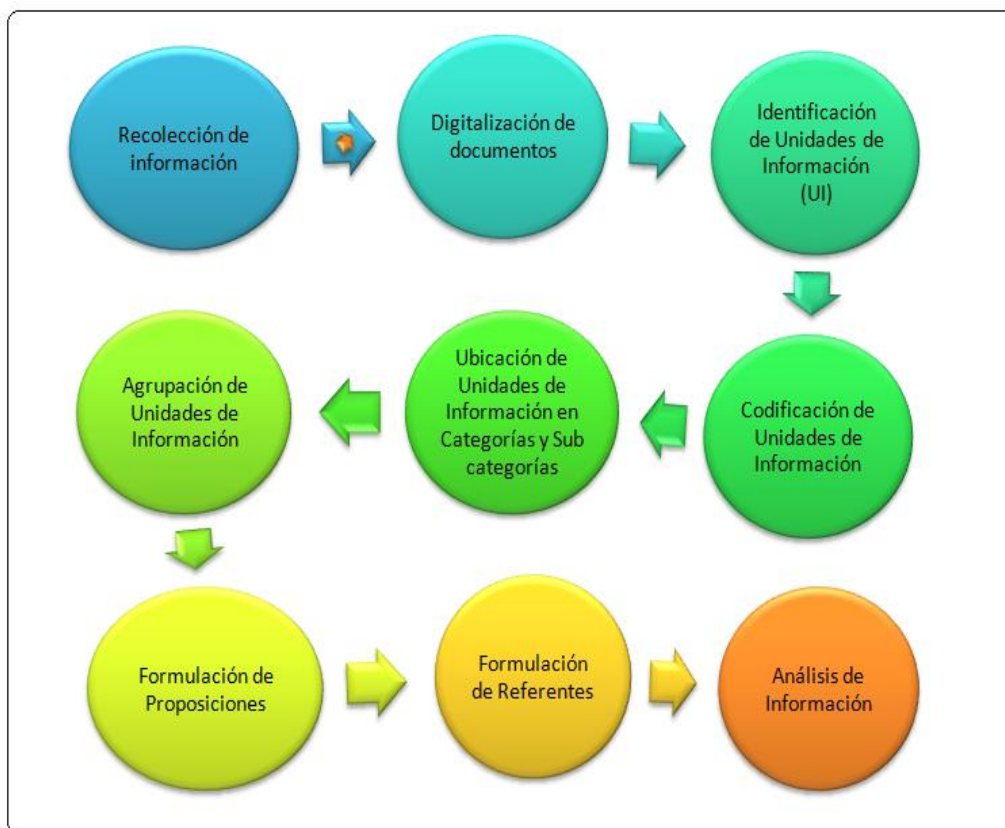 Recolección de
información
Digitalización de
documentos
Identificación
de Unidades de
Información
(UI)
Codificación de
Unidades de
Información
Ubicación de
Unidades de
Información en
Categorías y Sub
categorías
Agrupación de
Unidades de
Información
Formulación de
Proposiciones
Formulación
de Referentes
Análisis de
Información